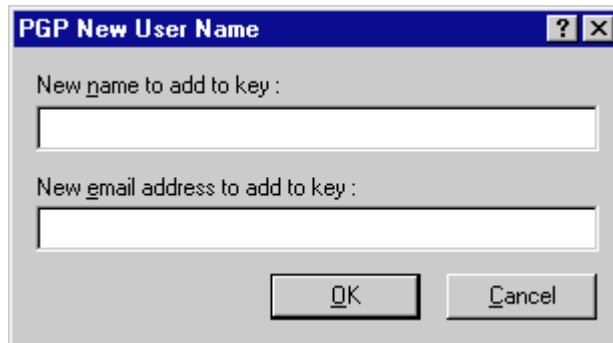 PGP New User Name
New name to add to key :
New email address to add to key :
OK
Cancel